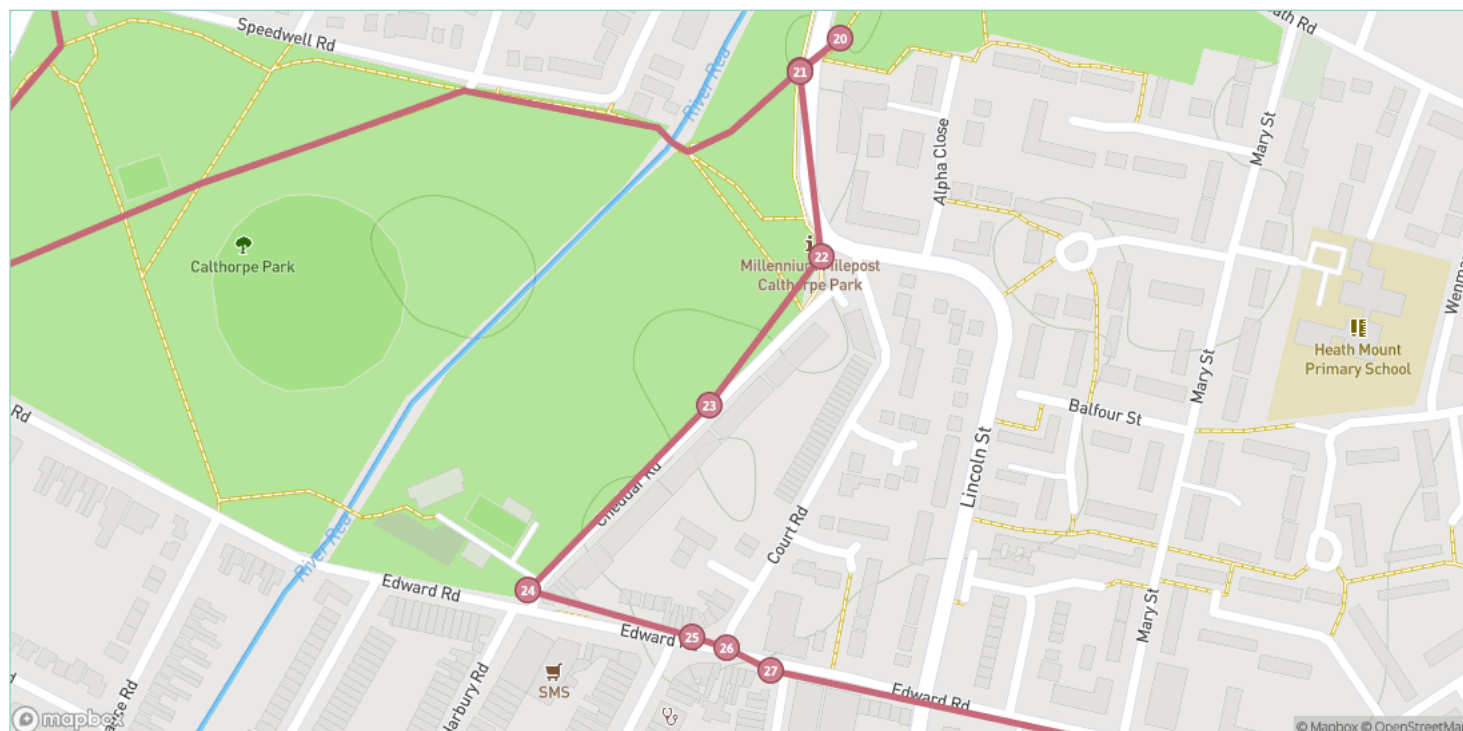 Speedwell Rd
River Rea
20
21
Mary St
Alpha Close
Calthorpe Park
22
Millennium Milepost
Calthorpe Park
Heath Mount
Primary School
Mary St
23
Balfour St
Rd
Lincoln St
Court Rd
River Rea
Rd
24
Edward Rd
25
Edward
26
27
Mary St
SMS
Edward Rd
Rd
Harbury Rd
mapbox
© Mapbox © OpenStreetMap